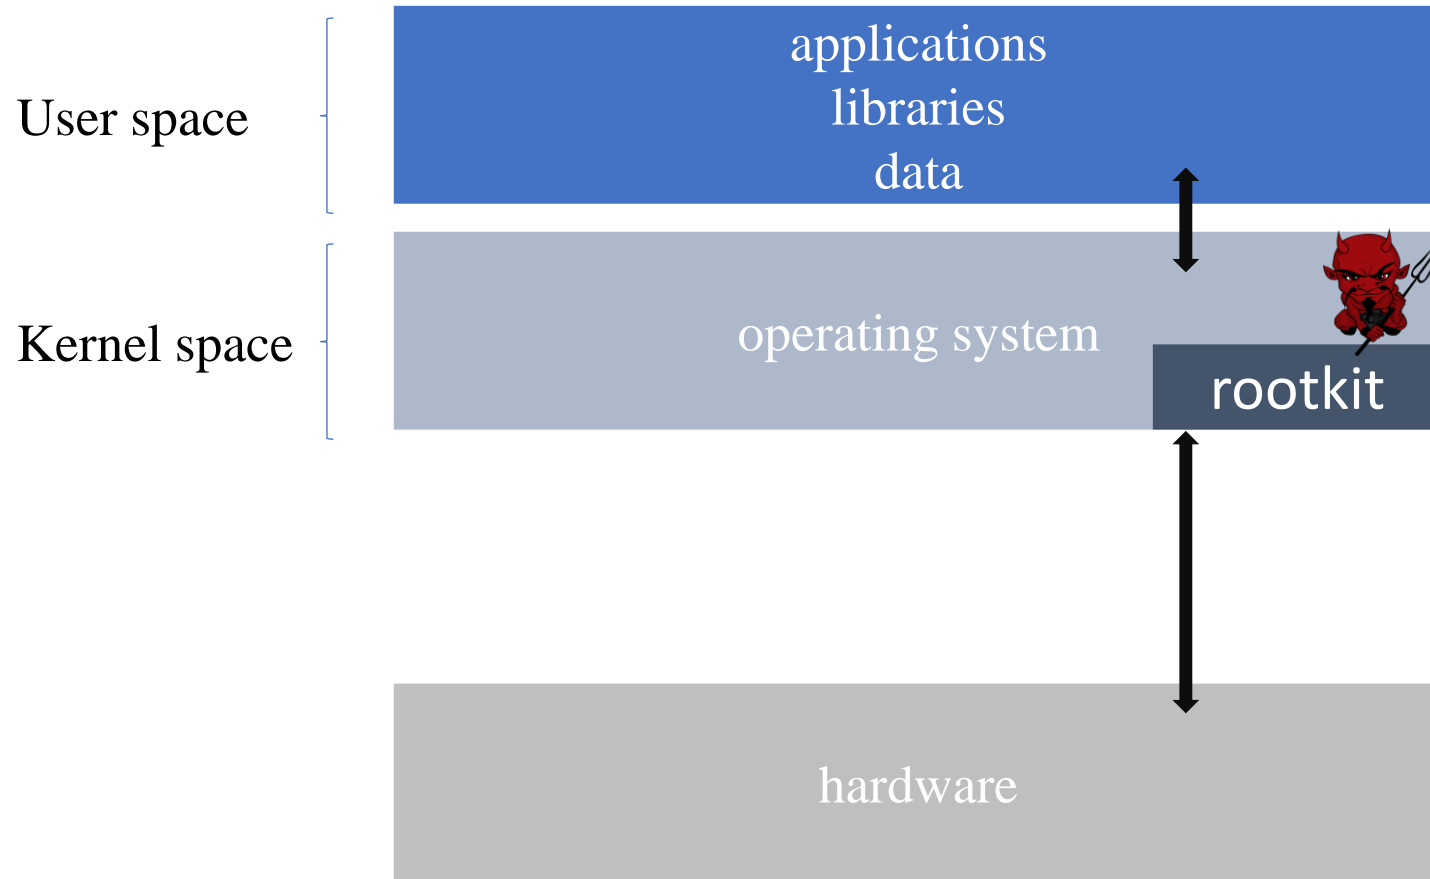 User space
applications
libraries
data
Kernel space
operating system
rootkit
hardware